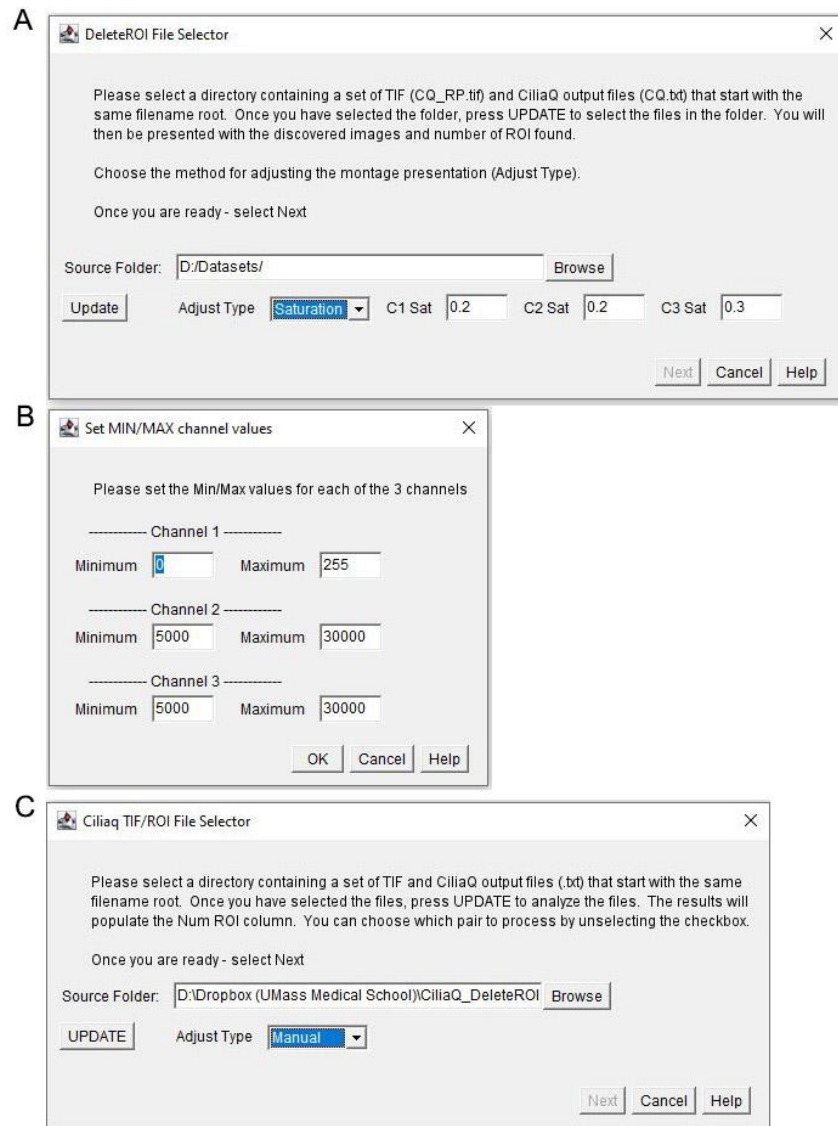 A
DeleteROI File Selector
Please select a directory containing a set of TIF (CQ_RP.tif) and CiliaQ output files (CQ.txt) that start with the
same filename root. Once you have selected the folder, press UPDATE to select the files in the folder. You will
then be presented with the discovered images and number of ROI found.
Choose the method for adjusting the montage presentation (Adjust Type).
Once you are ready - select Next
Source Folder: D:/Datasets/ Browse
Update Adjust Type Saturation C1 Sat 0.2 C2 Sat 0.2 C3 Sat 0.3
Next Cancel Help
B
Set MIN/MAX channel values
Please set the Min/Max values for each of the 3 channels
------------ Channel 1 ------------
Minimum 0 Maximum 255
------------ Channel 2 ------------
Minimum 5000 Maximum 30000
------------ Channel 3 ------------
Minimum 5000 Maximum 30000
OK Cancel Help
C
Ciliaq TIF/ROI File Selector
Please select a directory containing a set of TIF and CiliaQ output files (.txt) that start with the same
filename root. Once you have selected the files, press UPDATE to analyze the files. The results will
populate the Num ROI column. You can choose which pair to process by unselecting the checkbox.
Once you are ready - select Next
Source Folder: D:\Dropbox (UMass Medical School)\CiliaQ_DeleteROI Browse
UPDATE Adjust Type Manual
Next Cancel Help